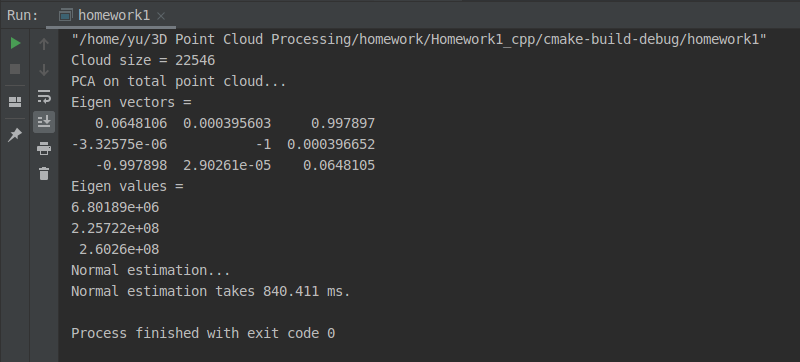 Run: homework1
"/home/yu/3D Point Cloud Processing/homework/Homework1_cpp/cmake-build-debug/homework1"
Cloud size = 22546
PCA on total point cloud...
Eigen vectors =
0.0648106 0.000395603 0.997897
-3.32575e-06 -1 0.000396652
-0.997898 2.90261e-05 0.0648105
Eigen values =
6.80189e+06
2.25722e+08
2.6026e+08
Normal estimation...
Normal estimation takes 840.411 ms.
Process finished with exit code 0